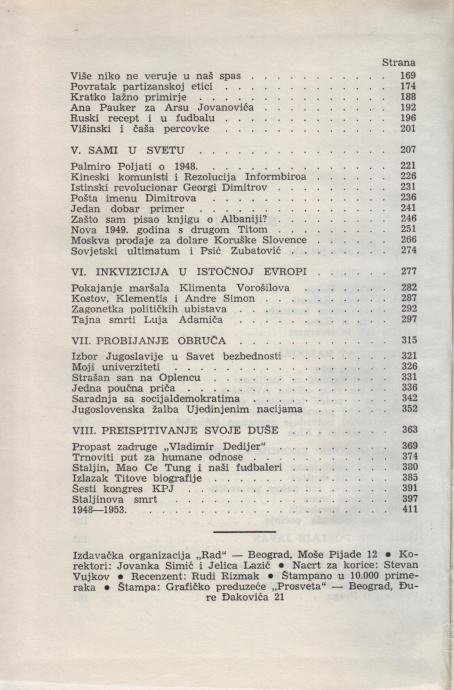 Strana
Više niko ne veruje u naš spas . . . . . . . . . . . 169
Povratak partizanskoj etici . . . . . . . . . . . . 174
Kratko lažno primirje . . . . . . . . . . . . . 188
Ana Pauker za Arsu Jovanovića . . . . . . . . . . 192
Ruski recept i u fudbalu . . . . . . . . . . . . 196
Višinski i čaša percovke . . . . . . . . . . . . 201
V. SAMI U SVETU . . . . . . . . . . . . . 207
Palmiro Poljati o 1948. . . . . . . . . . . . . 221
Kineski komunisti i Rezolucija Informbiroa . . . . . . . 226
Istinski revolucionar Georgi Dimitrov . . . . . . . . . 231
Pošta imenu Dimitrova . . . . . . . . . . . . 236
Jedan dobar primer . . . . . . . . . . . . . 241
Zašto sam pisao knjigu o Albaniji? . . . . . . . . . 246
Nova 1949. godina s drugom Titom . . . . . . . . . 251
Moskva prodaje za dolare Koruške Slovence . . . . . . . 266
Sovjetski ultimatum i Psić Zubatović . . . . . . . . . 274
VI. INKVIZICIJA U ISTOČNOJ EVROPI . . . . . . . 277
Pokajanje maršala Klimenta Vorošilova . . . . . . . . 282
Kostov, Klementis i Andre Simon . . . . . . . . . . 287
Zagonetka političkih ubistava . . . . . . . . . . . 292
Tajna smrti Luja Adamiča . . . . . . . . . . . . 297
VII. PROBIJANJE OBRUČA . . . . . . . . . . 315
Izbor Jugoslavije u Savet bezbednosti . . . . . . . . . 321
Moji univerziteti . . . . . . . . . . . . . . 326
Strašan san na Oplencu . . . . . . . . . . . . 331
Jedna poučna priča . . . . . . . . . . . . . 336
Saradnja sa socijaldemokratima . . . . . . . . . . 342
Jugoslovenska žalba Ujedinjenim nacijama . . . . . . . 352
VIII. PREISPITIVANJE SVOJE DUŠE . . . . . . . . 363
Propast zadruge „Vladimir Dedijer“ . . . . . . . . . 369
Trnoviti put za humane odnose . . . . . . . . . . 374
Staljin, Mao Ce Tung i naši fudbaleri . . . . . . . . . 380
Izlazak Titove biografije . . . . . . . . . . . . 385
Šesti kongres KPJ . . . . . . . . . . . . . 391
Staljinova smrt . . . . . . . . . . . . . . 397
1948—1953. . . . . . . . . . . . . . . . 411
Izdavačka organizacija „Rad“ — Beograd, Moše Pijade 12 ● Ko-
rektori: Jovanka Simić i Jelica Lazić ● Nacrt za korice: Stevan
Vujkov ● Recenzent: Rudi Rizmak ● Štampano u 10.000 prime-
raka ● Štampa: Grafičko preduzeće „Prosveta“ — Beograd, Đu-
re Đakovića 21